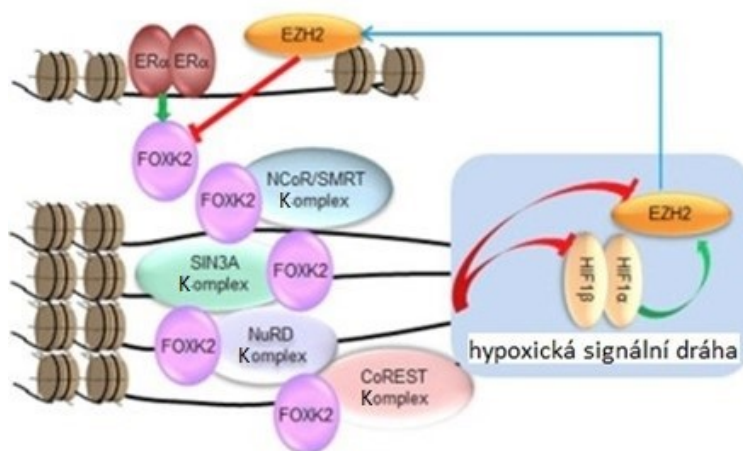 ERα ERα
EZH2
FOXK2
NCoR/SMRT
Komplex
FOXK2
EZH2
SIN3A
Komplex
FOXK2
HIF1β
HIF1α
NuRD
Komplex
FOXK2
hypoxická signální dráha
CoREST
Komplex
FOXK2